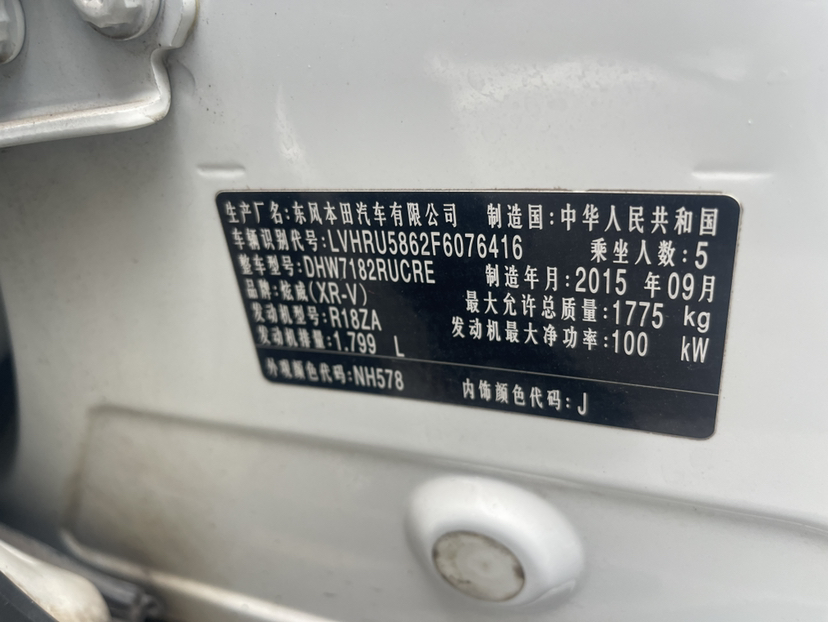 生产厂名:东风本田汽车有限公司 制造国:中华人民共和国
车辆识别代号:LVHRU5862F6076416 乘坐人数:5
整车型号:DHW7182RUCRE 制造年月:2015 年09月
品牌:炫威(XR-V) 最大允许总质量:1775 kg
发动机型号:R18ZA 发动机最大净功率:100 kW
发动机排量:1.799 L
外观颜色代码:NH578 内饰颜色代码:J